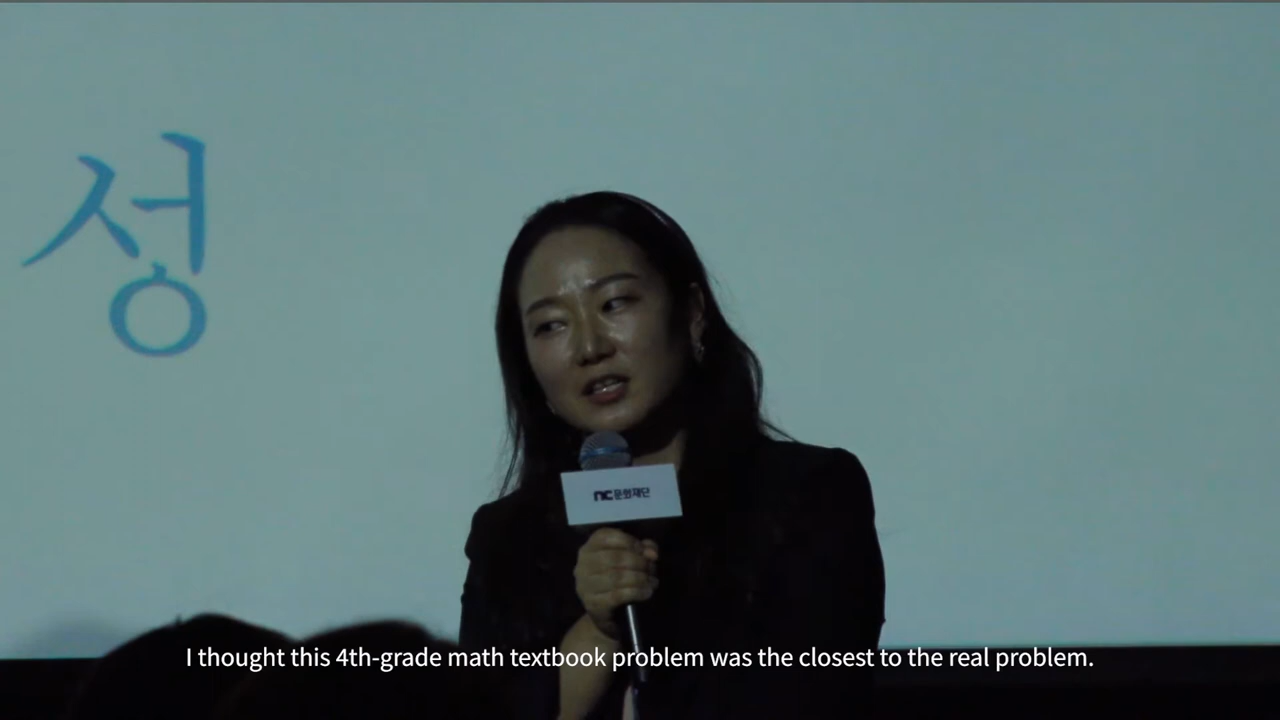 성
nc문화재단
I thought this 4th-grade math textbook problem was the closest to the real problem.